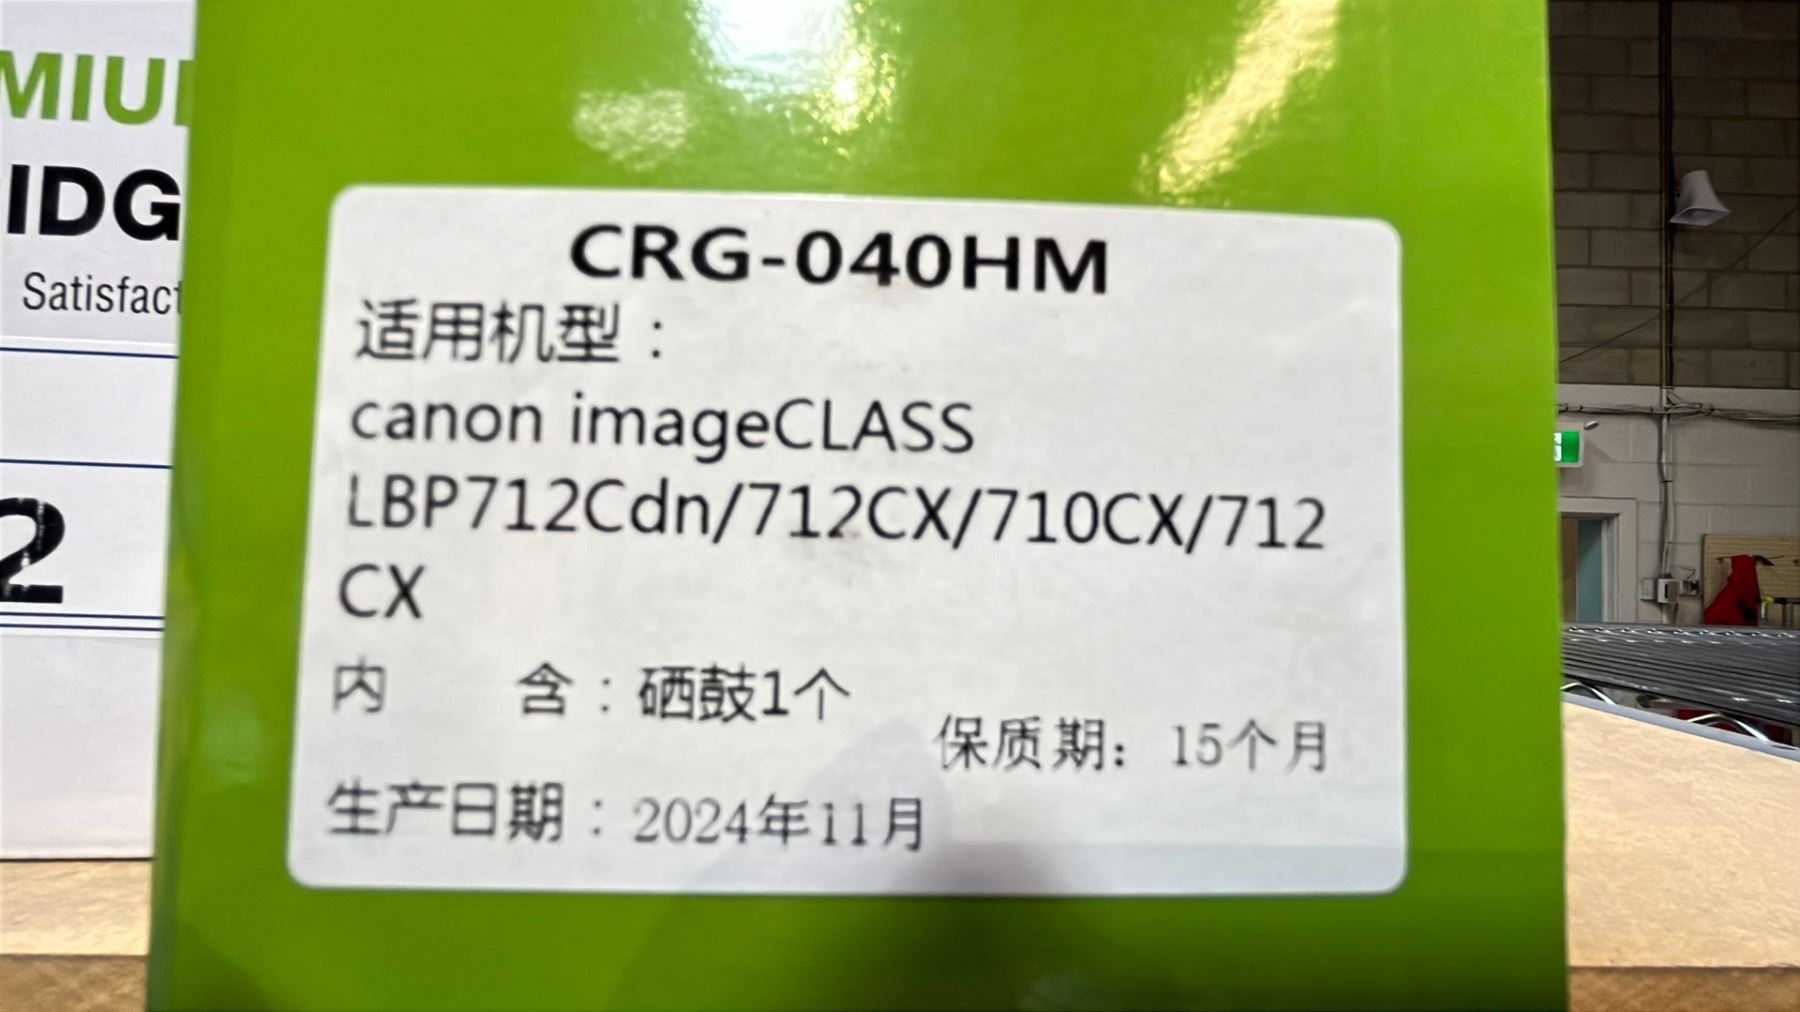 MIU
IDG
Satisfact
2
CRG-040HM
适用机型：
canon imageCLASS
LBP712Cdn/712CX/710CX/712
CX
内 含：硒鼓1个
保质期：15个月
生产日期：2024年11月